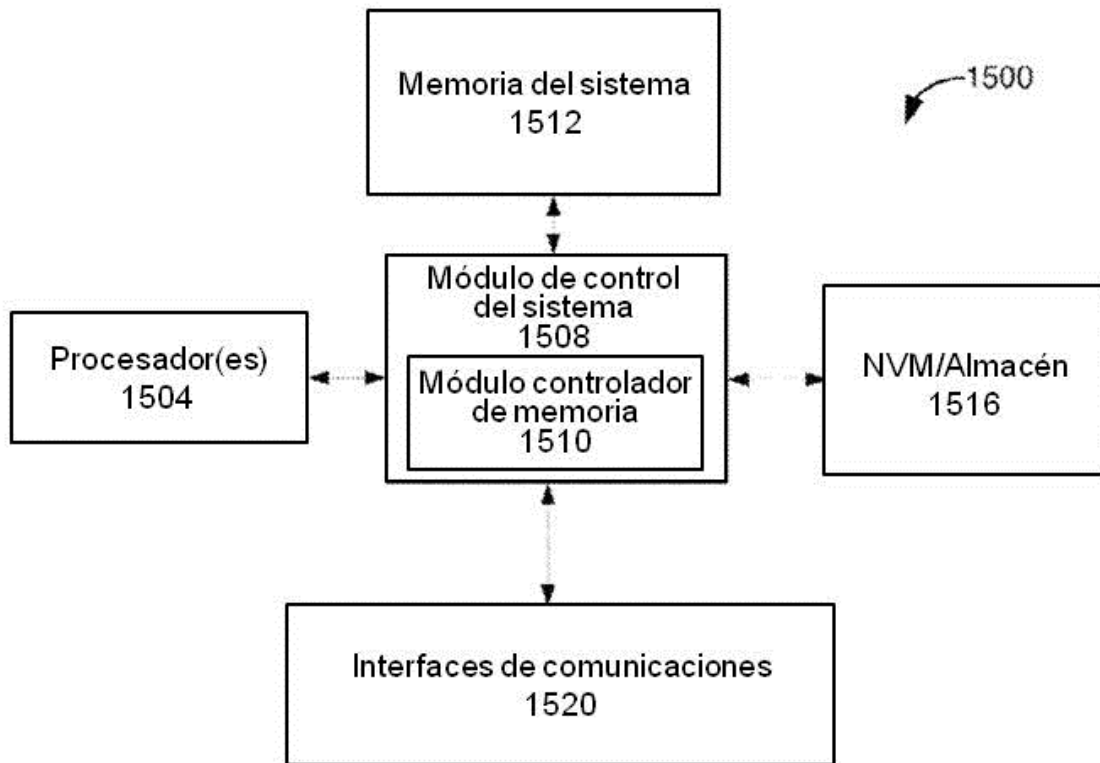 Memoria del sistema
1512
1500
Módulo de control
del sistema
1508
Procesador(es)
1504
Módulo controlador
de memoria
1510
NVM/Almacén
1516
Interfaces de comunicaciones
1520